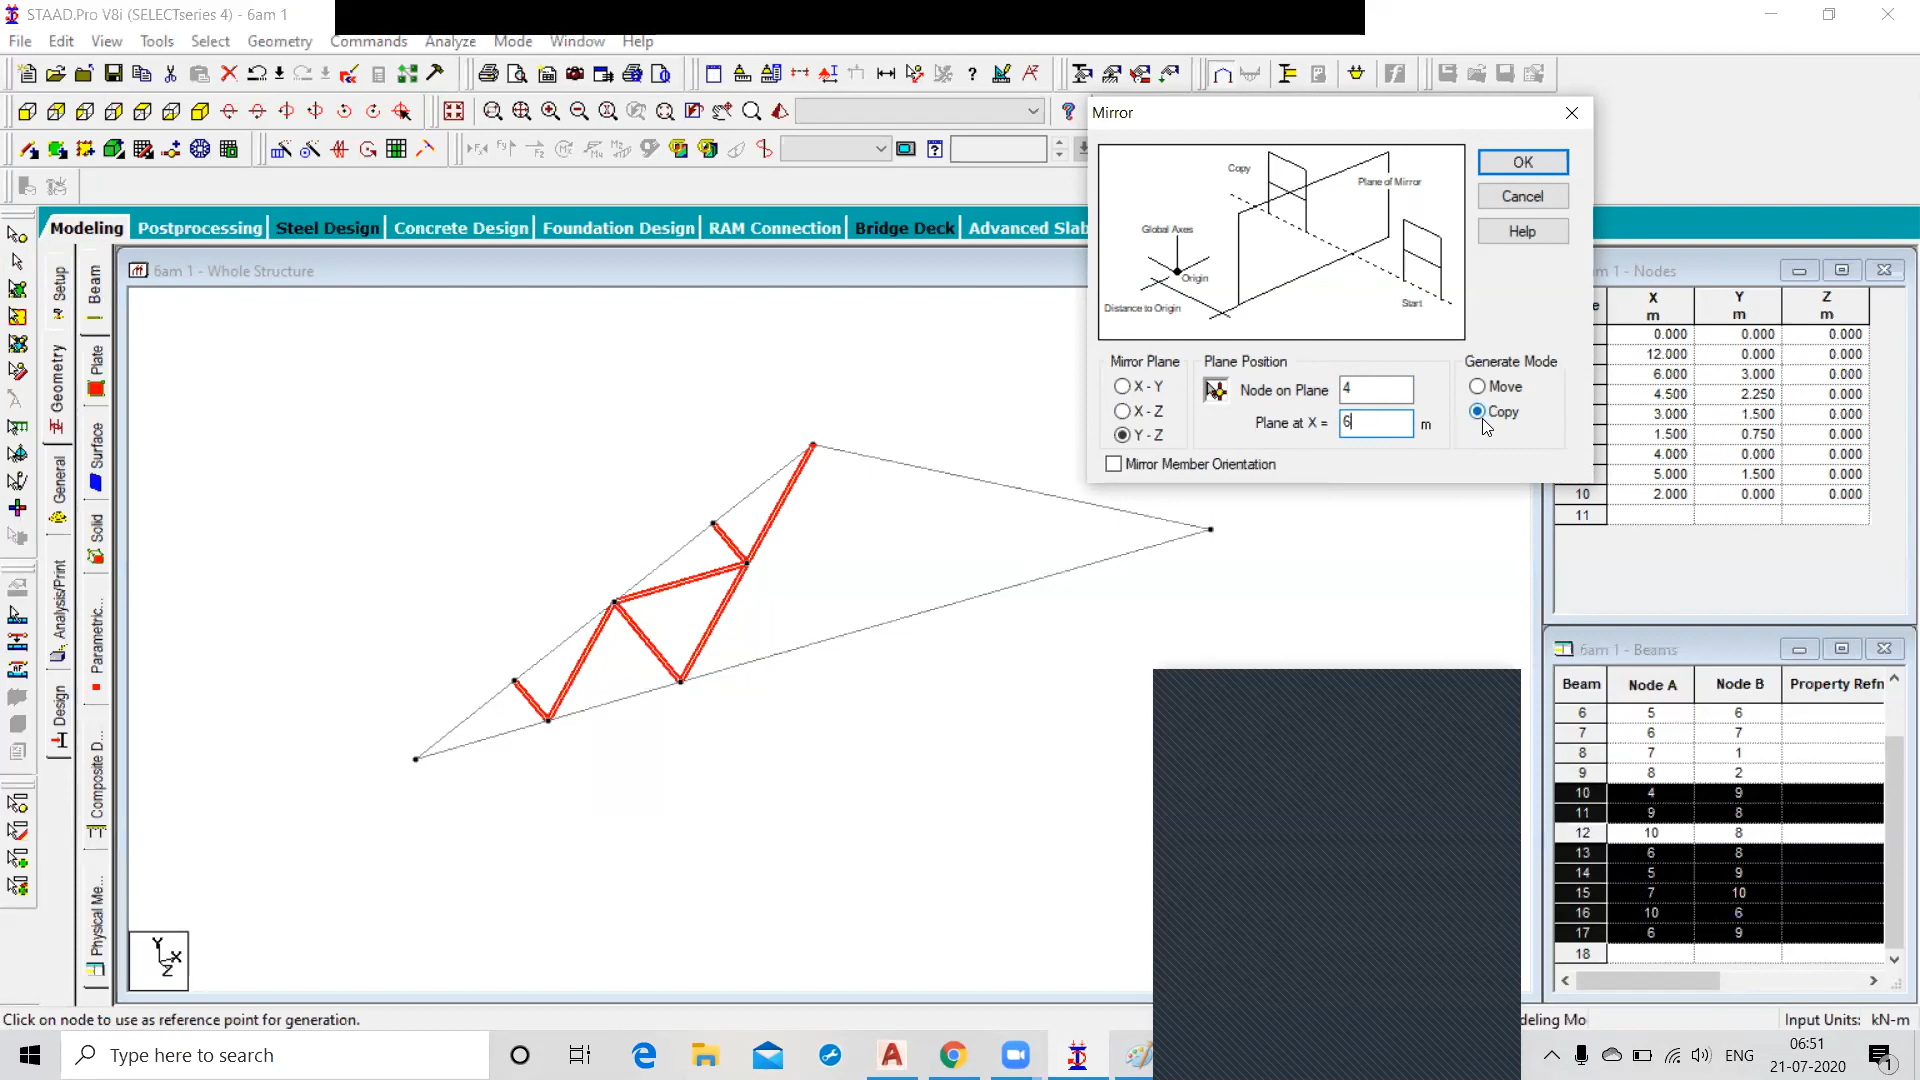 STAAD.Pro V8i (SELECTseries 4) - 6am 1
File Edit View Tools Select Geometry Commands Analyze Mode Window Help
Modeling Postprocessing Steel Design Concrete Design Foundation Design RAM Connection Bridge Deck Advanced Slab
6am 1 - Whole Structure
Setup
Geometry
General
Analysis/Print
Design
Beam
Plate
Surface
Solid
Parametric...
Composite D...
Physical Me...
Y
X
Z
Mirror
Copy
Plane of Mirror
Global Axes
Origin
Distance to Origin
Start
OK
Cancel
Help
Mirror Plane
X - Y
X - Z
Y - Z
Plane Position
Node on Plane 4
Plane at X = 6 m
Generate Mode
Move
Copy
Mirror Member Orientation
m 1 - Nodes
e X m Y m Z m
0.000 0.000 0.000
12.000 0.000 0.000
6.000 3.000 0.000
4.500 2.250 0.000
3.000 1.500 0.000
1.500 0.750 0.000
4.000 0.000 0.000
5.000 1.500 0.000
10 2.000 0.000 0.000
11
6am 1 - Beams
Beam Node A Node B Property Refn
6 5 6
7 6 7
8 7 1
9 8 2
10 4 9
11 9 8
12 10 8
13 6 8
14 5 9
15 7 10
16 10 6
17 6 9
18
Click on node to use as reference point for generation.
deling Mo
Input Units: kN-m
Type here to search
ENG
06:51
21-07-2020
1